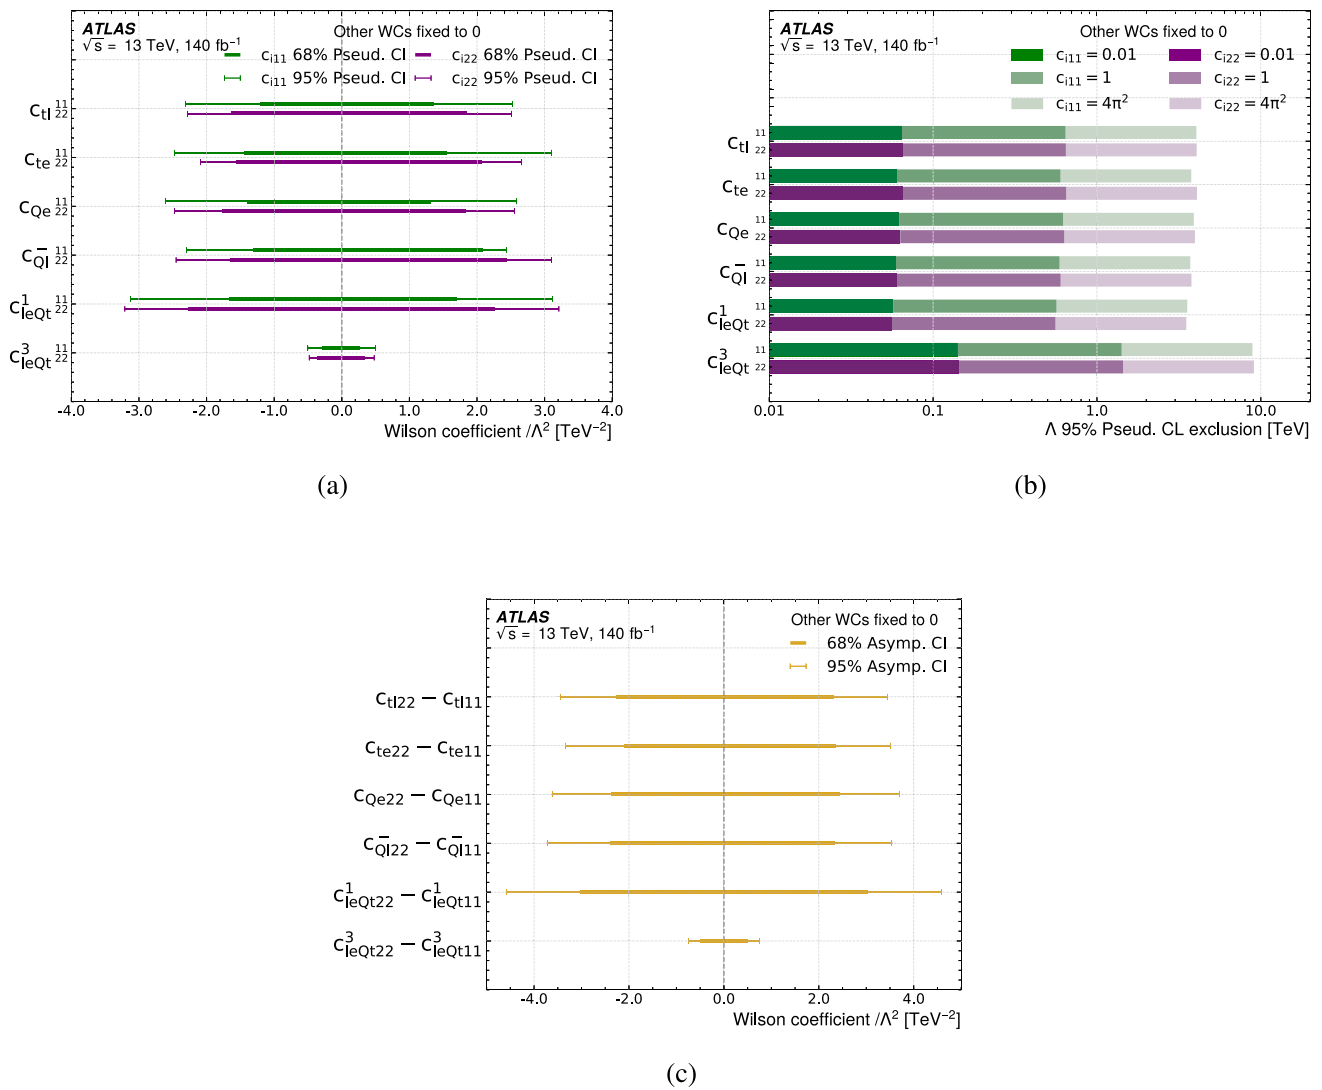 ATLAS
√s = 13 TeV, 140 fb⁻¹
Other WCs fixed to 0
c_i11 68% Pseud. CI
c_i22 68% Pseud. CI
c_i11 95% Pseud. CI
c_i22 95% Pseud. CI
c_tl 11 22
c_te 11 22
c_Qe 11 22
c⁻_Ql 11 22
c¹_leQt 11 22
c³_leQt 11 22
-4.0 -3.0 -2.0 -1.0 0.0 1.0 2.0 3.0 4.0
Wilson coefficient /Λ² [TeV⁻²]
(a)
ATLAS
√s = 13 TeV, 140 fb⁻¹
Other WCs fixed to 0
c_i11 = 0.01
c_i22 = 0.01
c_i11 = 1
c_i22 = 1
c_i11 = 4π²
c_i22 = 4π²
c_tl 11 22
c_te 11 22
c_Qe 11 22
c⁻_Ql 11 22
c¹_leQt 11 22
c³_leQt 11 22
0.01 0.1 1.0 10.0
Λ 95% Pseud. CL exclusion [TeV]
(b)
ATLAS
√s = 13 TeV, 140 fb⁻¹
Other WCs fixed to 0
68% Asymp. CI
95% Asymp. CI
c_tl22 − c_tl11
c_te22 − c_te11
c_Qe22 − c_Qe11
c⁻_Ql22 − c⁻_Ql11
c¹_leQt22 − c¹_leQt11
c³_leQt22 − c³_leQt11
-4.0 -2.0 0.0 2.0 4.0
Wilson coefficient /Λ² [TeV⁻²]
(c)